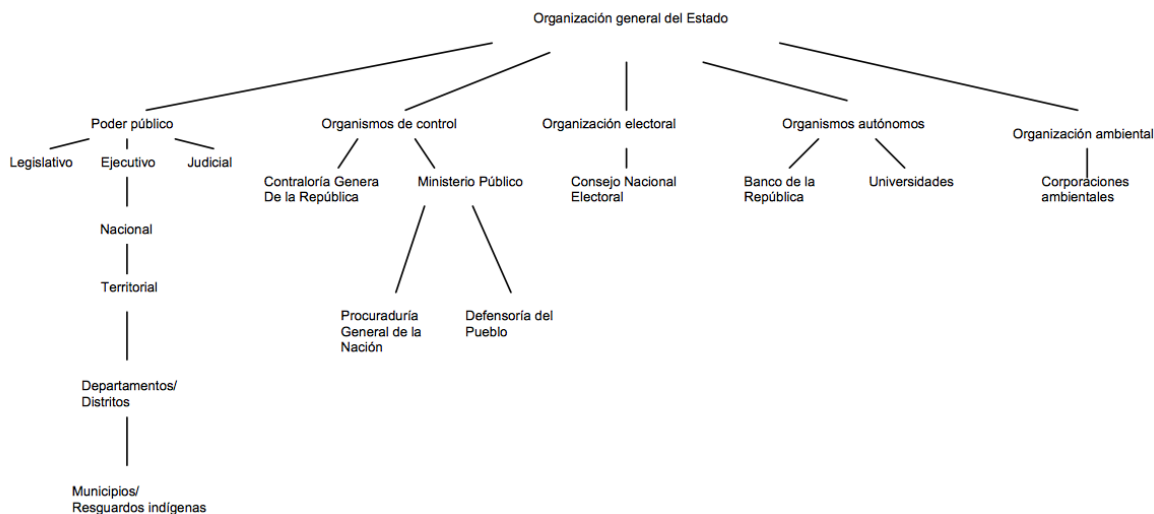 Organización general del Estado
Poder público
Organismos de control
Organización electoral
Organismos autónomos
Organización ambiental
Legislativo
Ejecutivo
Judicial
Contraloría Genera
De la República
Ministerio Público
Consejo Nacional
Electoral
Banco de la
República
Universidades
Corporaciones
ambientales
Nacional
Territorial
Procuraduría
General de la
Nación
Defensoría del
Pueblo
Departamentos/
Distritos
Municipios/
Resguardos indígenas